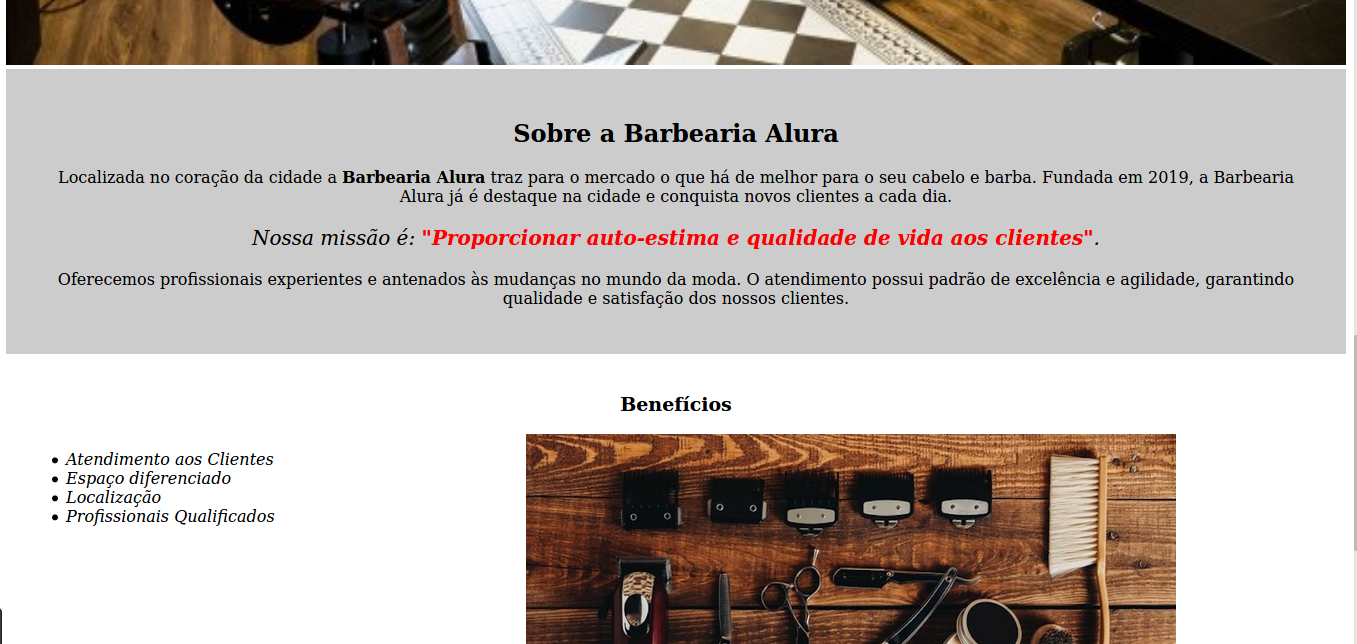 Sobre a Barbearia Alura
Localizada no coração da cidade a Barbearia Alura traz para o mercado o que há de melhor para o seu cabelo e barba. Fundada em 2019, a Barbearia
Alura já é destaque na cidade e conquista novos clientes a cada dia.
Nossa missão é: "Proporcionar auto-estima e qualidade de vida aos clientes".
Oferecemos profissionais experientes e antenados às mudanças no mundo da moda. O atendimento possui padrão de excelência e agilidade, garantindo
qualidade e satisfação dos nossos clientes.
Benefícios
Atendimento aos Clientes
Espaço diferenciado
Localização
Profissionais Qualificados